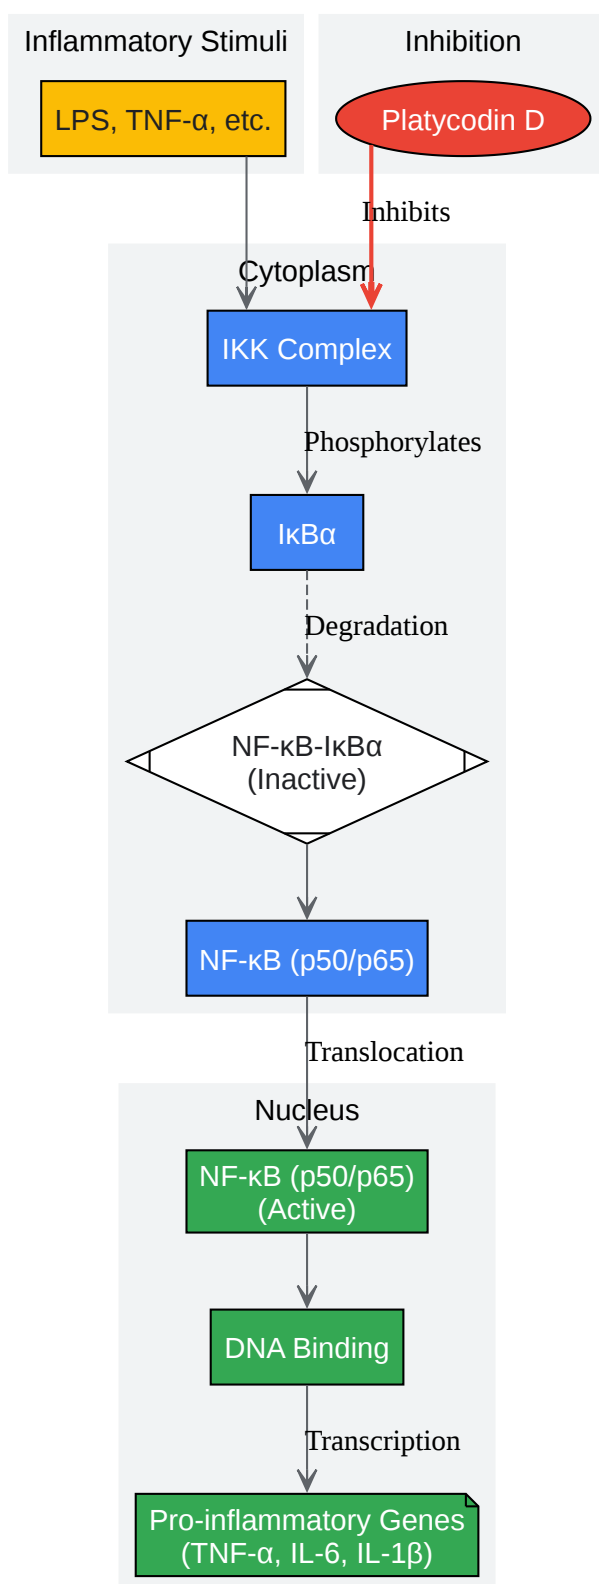 Inflammatory Stimuli
Inhibition
LPS, TNF-α, etc.
Platycodin D
Inhibits
Cytoplasm
IKK Complex
Phosphorylates
IκBα
Degradation
NF-κB-IκBα
(Inactive)
NF-κB (p50/p65)
Translocation
Nucleus
NF-κB (p50/p65)
(Active)
DNA Binding
Transcription
Pro-inflammatory Genes
(TNF-α, IL-6, IL-1β)